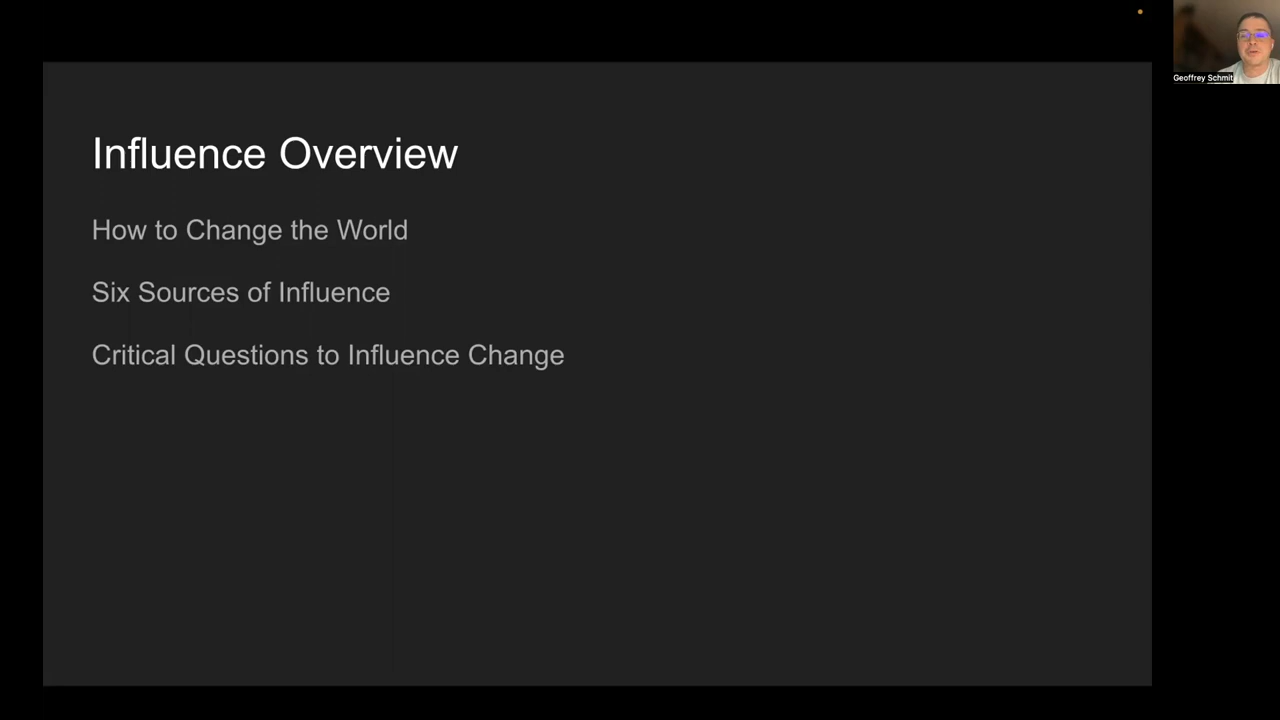 Influence Overview
How to Change the World
Six Sources of Influence
Critical Questions to Influence Change
Geoffrey Schmit